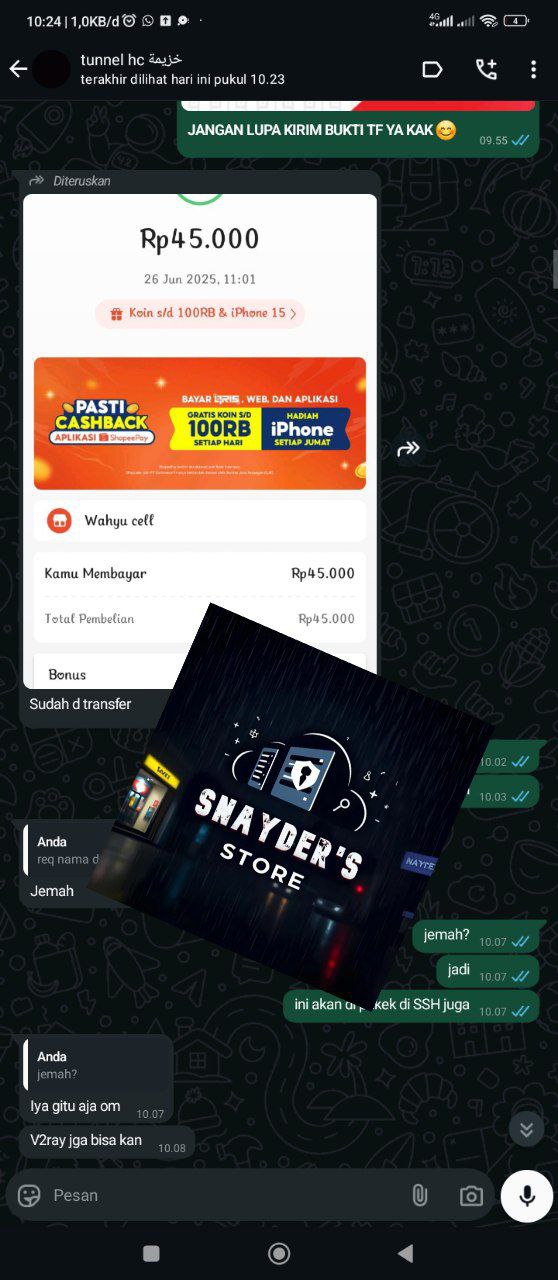 10:24 | 1,0KB/d
4G
4
tunnel hc خزيمة
terakhir dilihat hari ini pukul 10.23
JANGAN LUPA KIRIM BUKTI TF YA KAK😊
09.55
Diteruskan
Rp45.000
26 Jun 2025, 11:01
Koin s/d 100RB & iPhone 15
PASTI CASHBACK
APLIKASI ShopeePay
BAYAR QRIS, WEB, DAN APLIKASI
GRATIS KOIN S/D
100RB
SETIAP HARI
HADIAH
iPhone
SETIAP JUMAT
Wahyu cell
Kamu Membayar Rp45.000
Total Pembelian Rp45.000
Bonus
Sudah d transfer
10.02
10.03
SNAYDER'S
STORE
Anda
req nama d
Jemah
jemah?
10.07
jadi
10.07
ini akan di pakek di SSH juga
10.07
Anda
jemah?
Iya gitu aja om
10.07
V2ray jga bisa kan
10.08
Pesan